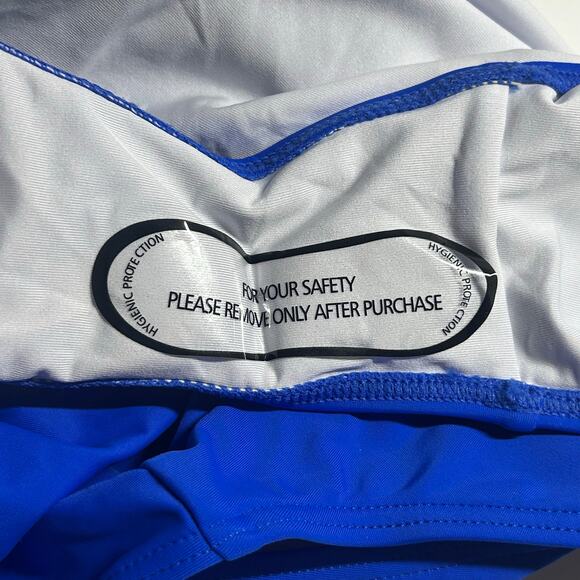 HYGIENIC PROTECTION
FOR YOUR SAFETY
PLEASE REMOVE ONLY AFTER PURCHASE
HYGIENIC PROTECTION